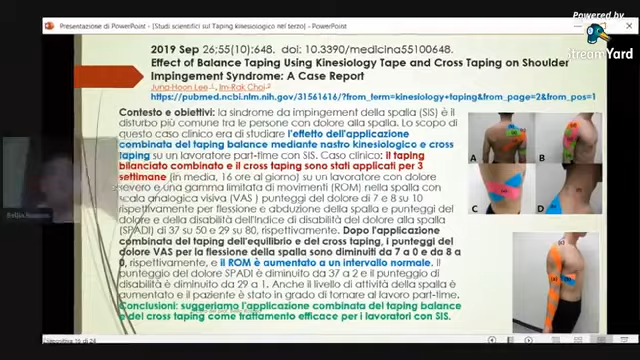 Presentazione di PowerPoint - [Studi scientifici sul Taping kinesiologico nel terzo] - PowerPoint
Powered by
StreamYard
2019 Sep 26;55(10):648. doi: 10.3390/medicina55100648.
Effect of Balance Taping Using Kinesiology Tape and Cross Taping on Shoulder
Impingement Syndrome: A Case Report
Jung-Hoon Lee 1, Im-Rak Choi 2
https://pubmed.ncbi.nlm.nih.gov/31561616/?from_term=kinesiology+taping&from_page=2&from_pos=1
Contesto e obiettivi: la sindrome da impingement della spalla (SIS) è il
disturbo più comune tra le persone con dolore alla spalla. Lo scopo di
questo caso clinico era di studiare l'effetto dell'applicazione
combinata del taping balance mediante nastro kinesiologico e cross
taping su un lavoratore part-time con SIS. Caso clinico: il taping
bilanciato combinato e il cross taping sono stati applicati per 3
settimane (in media, 16 ore al giorno) su un lavoratore con dolore
severo e una gamma limitata di movimenti (ROM) nella spalla con
scala analogica visiva (VAS ) punteggi del dolore di 7 e 8 su 10
rispettivamente per flessione e abduzione della spalla e punteggi del
dolore e della disabilità dell'indice di disabilità del dolore alla spalla
(SPADI) di 37 su 50 e 29 su 80, rispettivamente. Dopo l'applicazione
combinata del taping dell'equilibrio e del cross taping, i punteggi del
dolore VAS per la flessione della spalla sono diminuiti da 7 a 0 e da 8 a
0, rispettivamente, e il ROM è aumentato a un intervallo normale. Il
punteggio del dolore SPADI è diminuito da 37 a 2 e il punteggio di
disabilità è diminuito da 29 a 1. Anche il livello di attività della spalla è
aumentato e il paziente è stato in grado di tornare al lavoro part-time.
Conclusioni: suggeriamo l'applicazione combinata del taping balance
e del cross taping come trattamento efficace per i lavoratori con SIS.
A
B
C
D